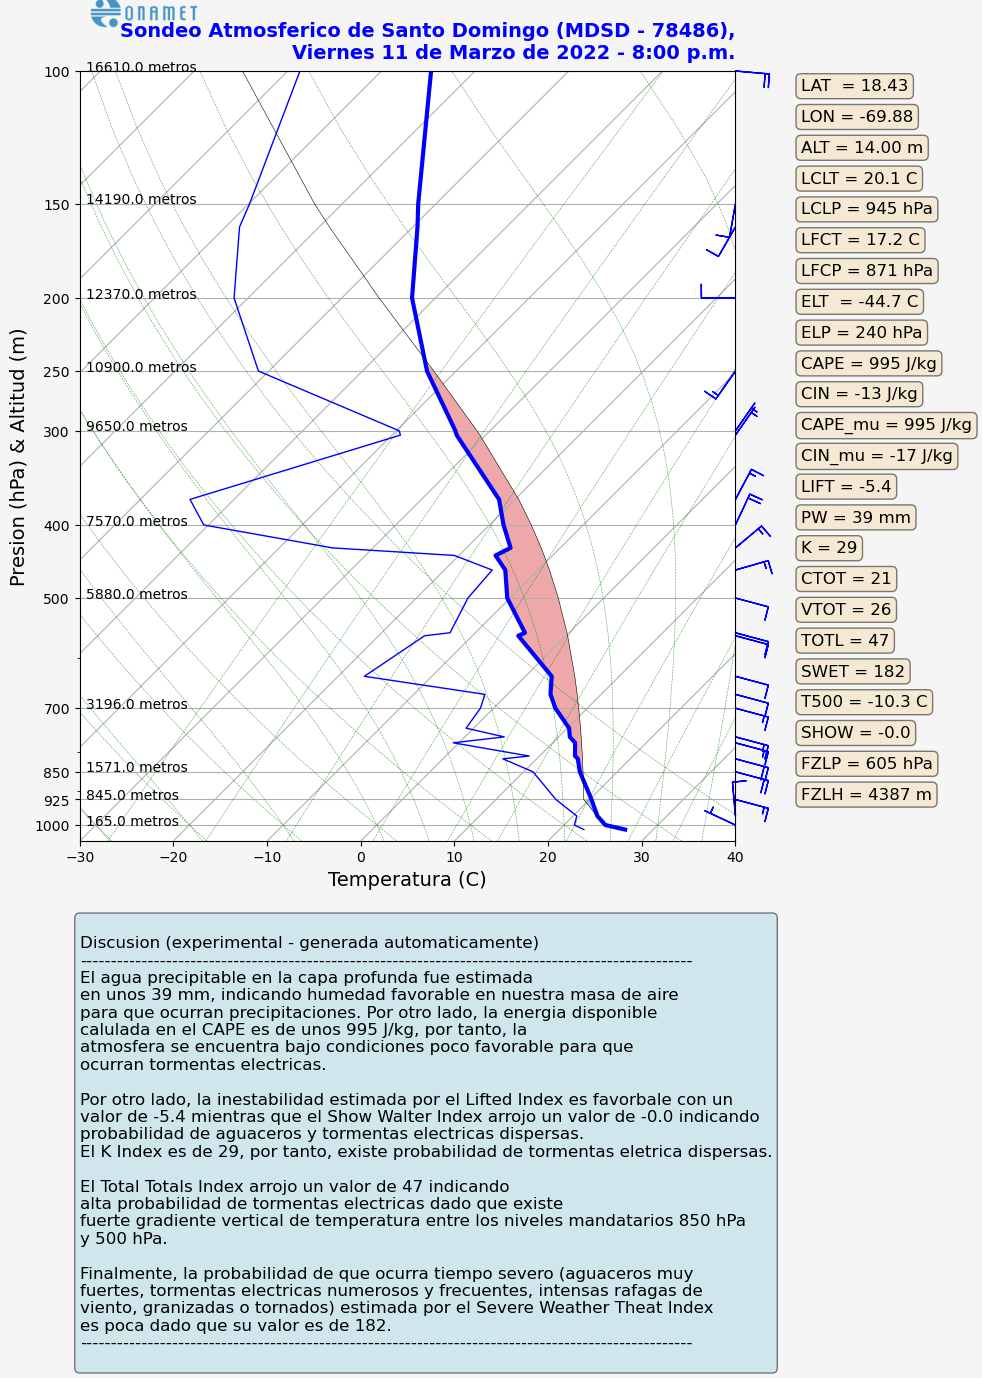 ONAMET
Sondeo Atmosferico de Santo Domingo (MDSD - 78486),
Viernes 11 de Marzo de 2022 - 8:00 p.m.
Presion (hPa) & Altitud (m)
100
150
200
250
300
400
500
700
850
925
1000
16610.0 metros
14190.0 metros
12370.0 metros
10900.0 metros
9650.0 metros
7570.0 metros
5880.0 metros
3196.0 metros
1571.0 metros
845.0 metros
165.0 metros
−30
−20
−10
0
10
20
30
40
Temperatura (C)
LAT = 18.43
LON = -69.88
ALT = 14.00 m
LCLT = 20.1 C
LCLP = 945 hPa
LFCT = 17.2 C
LFCP = 871 hPa
ELT = -44.7 C
ELP = 240 hPa
CAPE = 995 J/kg
CIN = -13 J/kg
CAPE_mu = 995 J/kg
CIN_mu = -17 J/kg
LIFT = -5.4
PW = 39 mm
K = 29
CTOT = 21
VTOT = 26
TOTL = 47
SWET = 182
T500 = -10.3 C
SHOW = -0.0
FZLP = 605 hPa
FZLH = 4387 m
Discusion (experimental - generada automaticamente)
------------------------------------------------------------------------------------------------------
El agua precipitable en la capa profunda fue estimada
en unos 39 mm, indicando humedad favorable en nuestra masa de aire
para que ocurran precipitaciones. Por otro lado, la energia disponible
calulada en el CAPE es de unos 995 J/kg, por tanto, la
atmosfera se encuentra bajo condiciones poco favorable para que
ocurran tormentas electricas.
Por otro lado, la inestabilidad estimada por el Lifted Index es favorbale con un
valor de -5.4 mientras que el Show Walter Index arrojo un valor de -0.0 indicando
probabilidad de aguaceros y tormentas electricas dispersas.
El K Index es de 29, por tanto, existe probabilidad de tormentas eletrica dispersas.
El Total Totals Index arrojo un valor de 47 indicando
alta probabilidad de tormentas electricas dado que existe
fuerte gradiente vertical de temperatura entre los niveles mandatarios 850 hPa
y 500 hPa.
Finalmente, la probabilidad de que ocurra tiempo severo (aguaceros muy
fuertes, tormentas electricas numerosos y frecuentes, intensas rafagas de
viento, granizadas o tornados) estimada por el Severe Weather Theat Index
es poca dado que su valor es de 182.
------------------------------------------------------------------------------------------------------